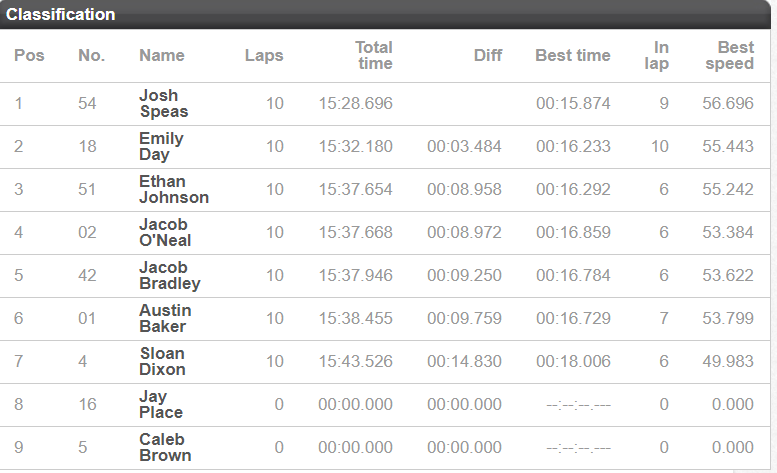 Classification
Pos No. Name Laps Total time Diff Best time In lap Best speed
1 54 Josh Speas 10 15:28.696 00:15.874 9 56.696
2 18 Emily Day 10 15:32.180 00:03.484 00:16.233 10 55.443
3 51 Ethan Johnson 10 15:37.654 00:08.958 00:16.292 6 55.242
4 02 Jacob O'Neal 10 15:37.668 00:08.972 00:16.859 6 53.384
5 42 Jacob Bradley 10 15:37.946 00:09.250 00:16.784 6 53.622
6 01 Austin Baker 10 15:38.455 00:09.759 00:16.729 7 53.799
7 4 Sloan Dixon 10 15:43.526 00:14.830 00:18.006 6 49.983
8 16 Jay Place 0 00:00.000 00:00.000 --:--.--.--- 0 0.000
9 5 Caleb Brown 0 00:00.000 00:00.000 --:--.--.--- 0 0.000